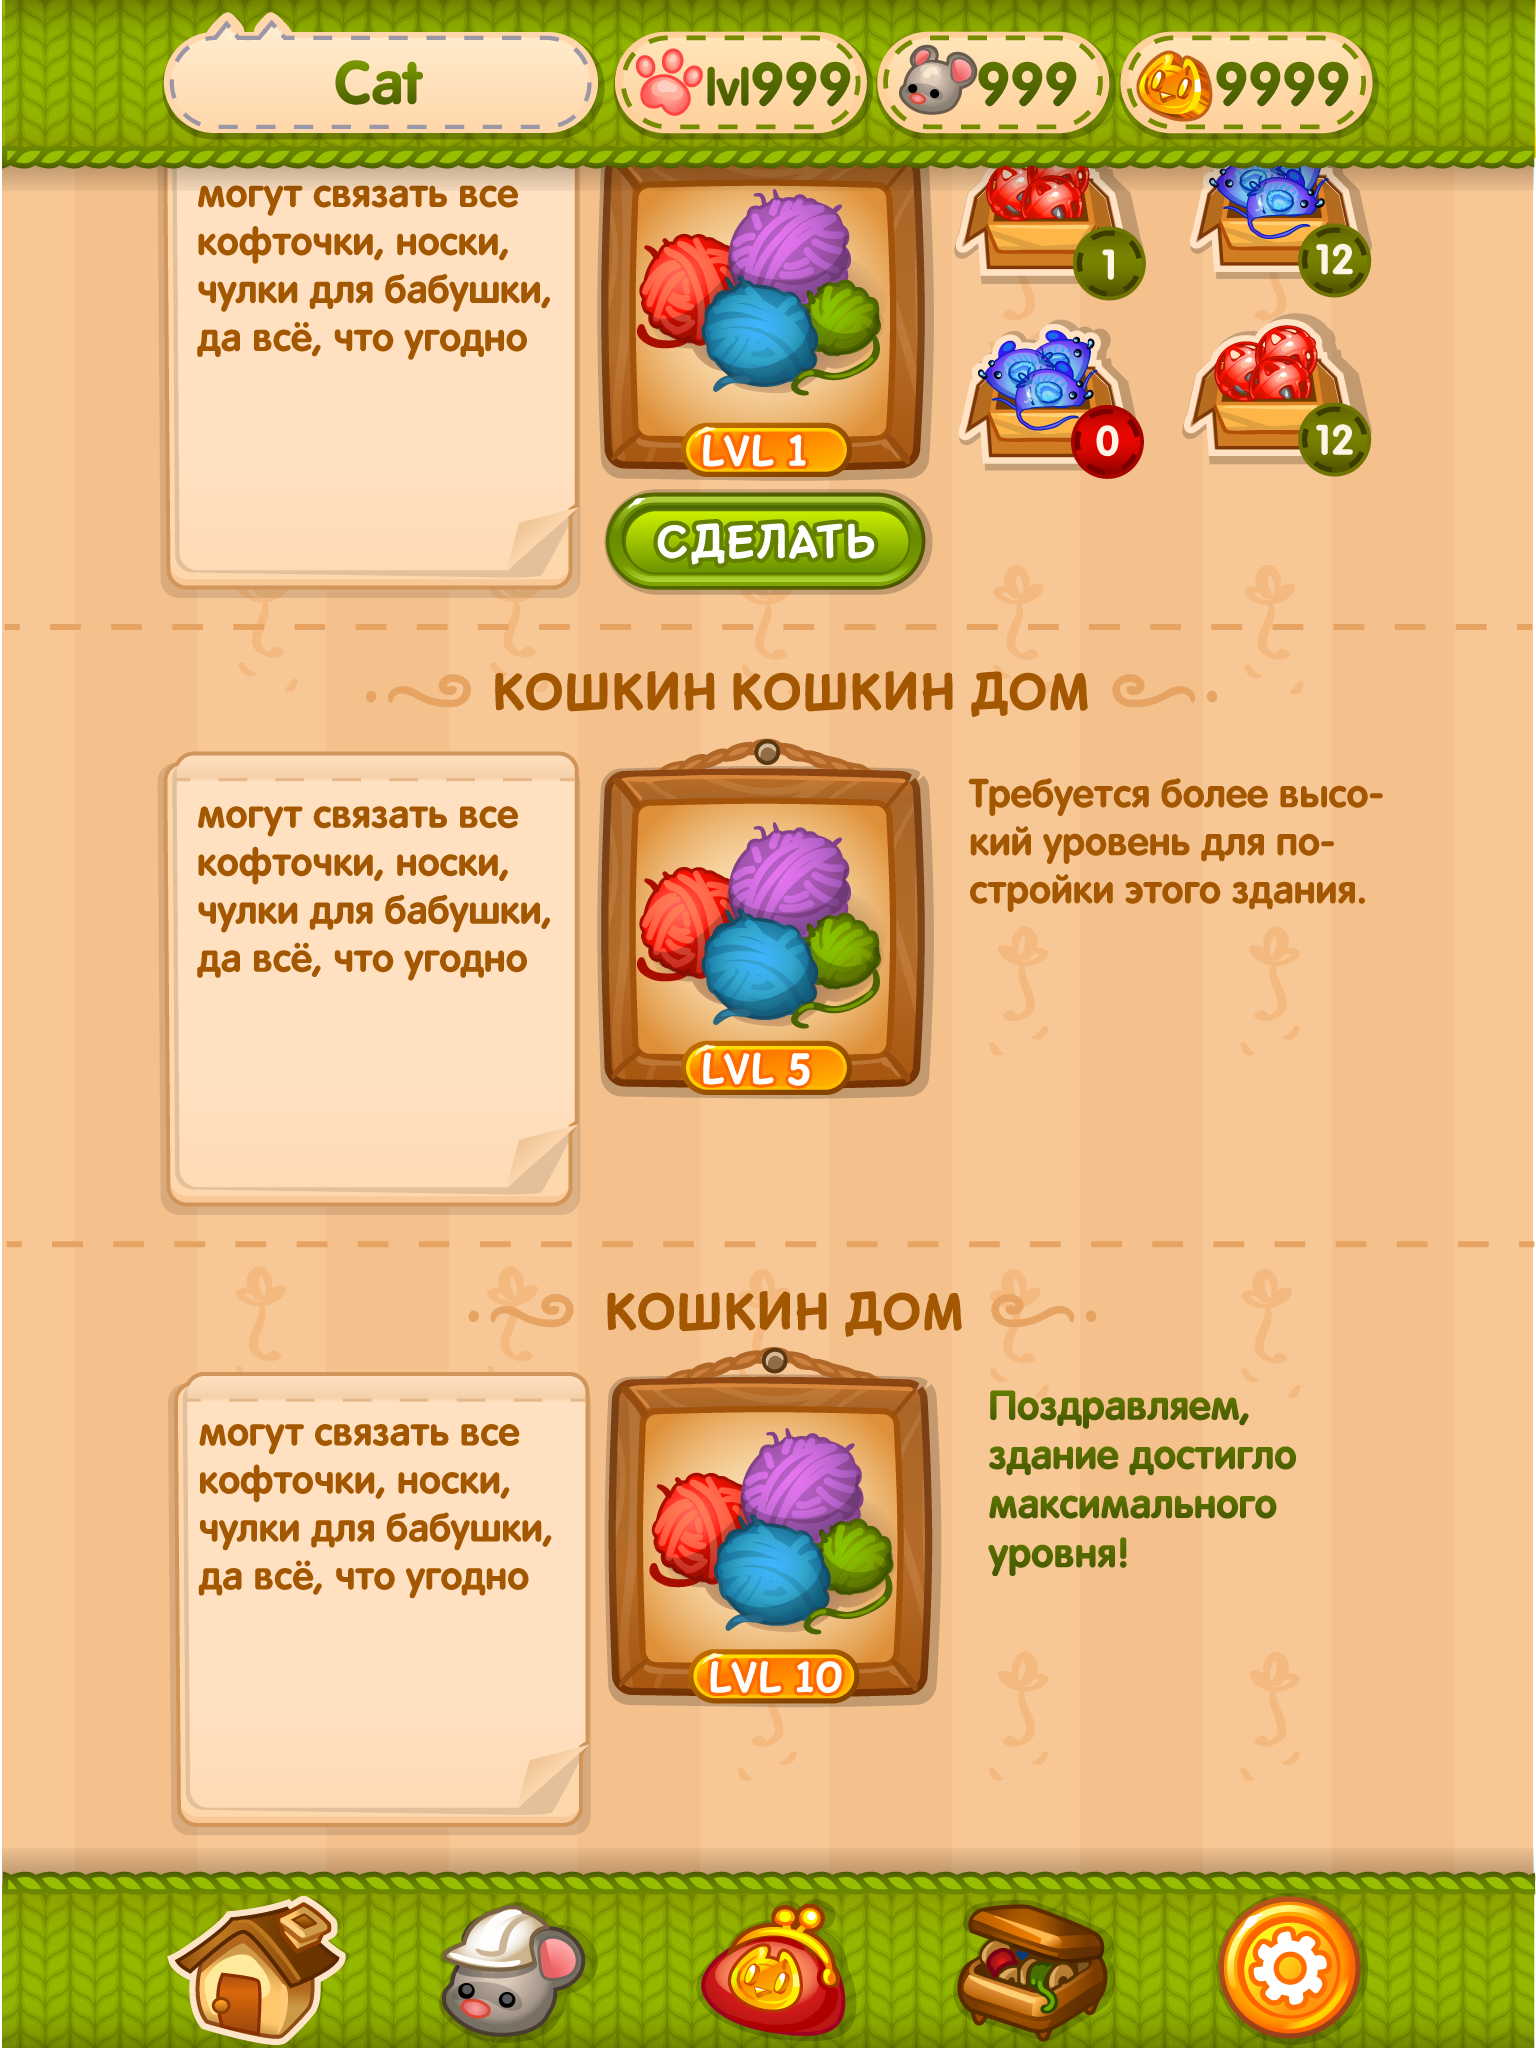 Cat
lvl999
999
9999
могут связать все
кофточки, носки,
чулки для бабушки,
да всё, что угодно
LVL 1
1
12
0
12
СДЕЛАТЬ
КОШКИН КОШКИН ДОМ
могут связать все
кофточки, носки,
чулки для бабушки,
да всё, что угодно
LVL 5
Требуется более высо-
кий уровень для по-
стройки этого здания.
КОШКИН ДОМ
могут связать все
кофточки, носки,
чулки для бабушки,
да всё, что угодно
LVL 10
Поздравляем,
здание достигло
максимального
уровня!